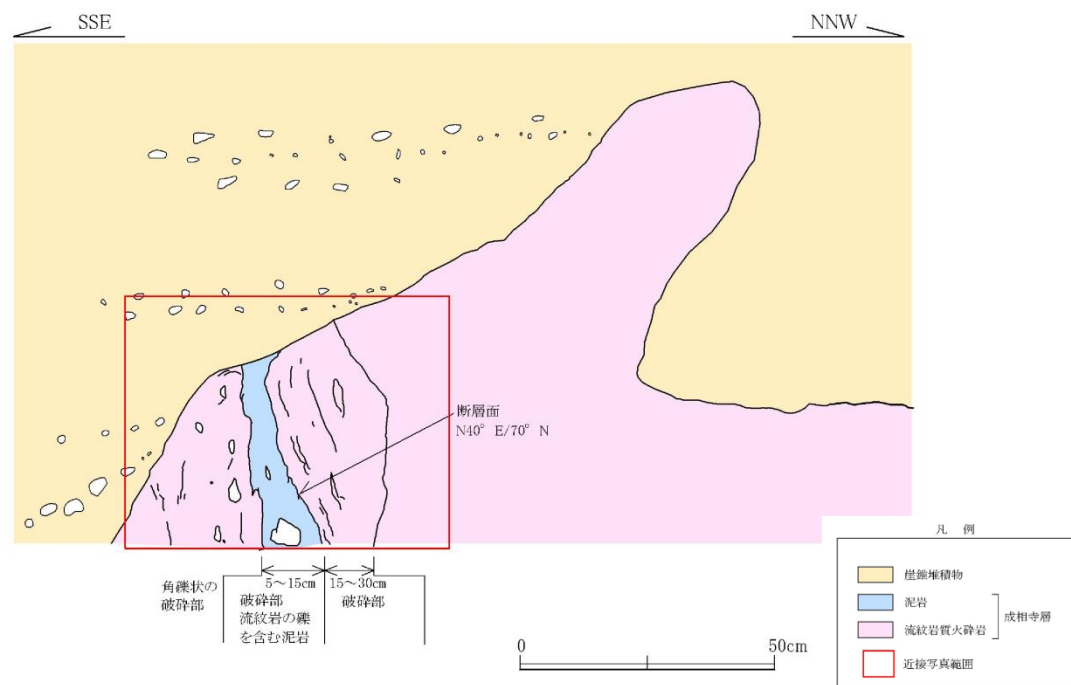 SSE
NNW
断層面
N40° E/70° N
角礫状の
破砕部
5～15cm
破砕部
流紋岩の礫
を含む泥岩
15～30cm
破砕部
0
50cm
凡 例
崖錐堆積物
泥岩
成相寺層
流紋岩質火砕岩
近接写真範囲